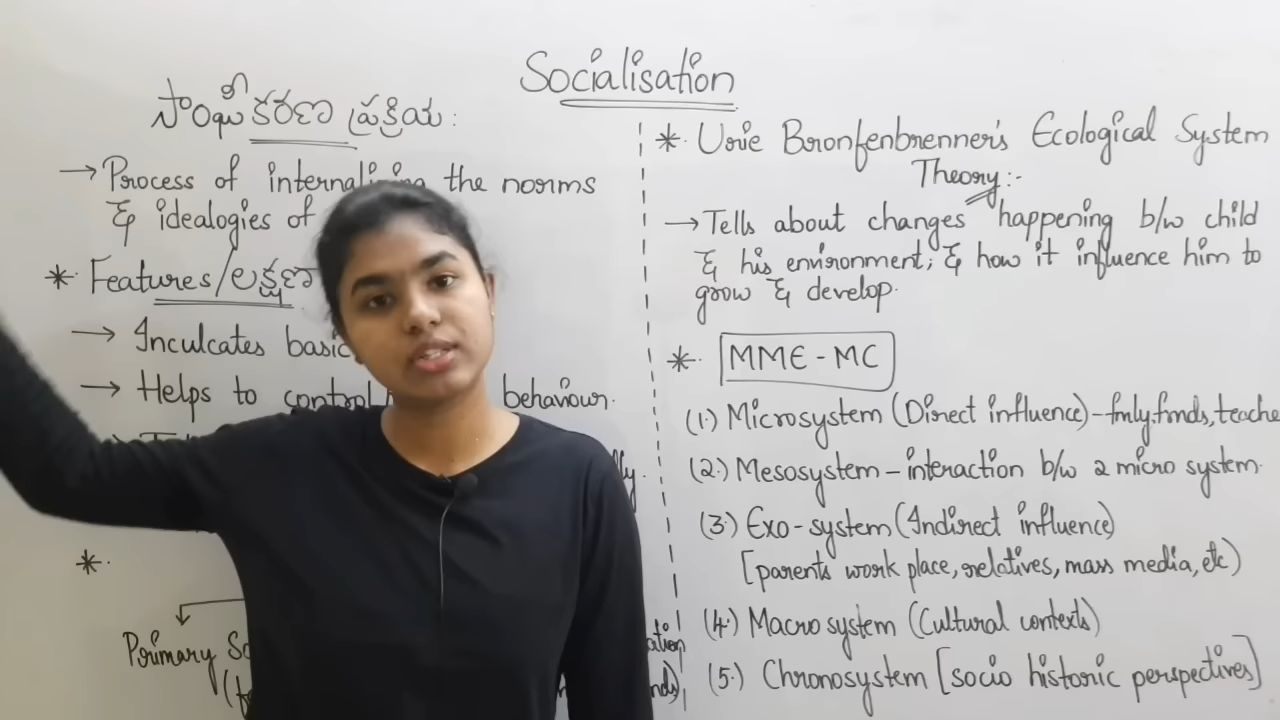 Socialisation
సాంఘికీకరణ ప్రక్రియ:
→ Process of internalising the norms
& idealogies of
* Features/లక్షణా
→ Inculcates basic
→ Helps to control behaviour.
*
Primary
* Urie Bronfenbrenner's Ecological System
Theory:-
→ Tells about changes happening b/w child
& his environment; & how it influence him to
grow & develop.
* MME - MC
(1.) Microsystem (Direct influence) - fmly, frnds, teache
(2.) Mesosystem - interaction b/w 2 micro system.
(3.) Exo-system (Indirect influence)
[parents work place, relatives, mass media, etc)
(4.) Macro system (Cultural contexts)
(5.) Chronosystem [socio historic perspectives]